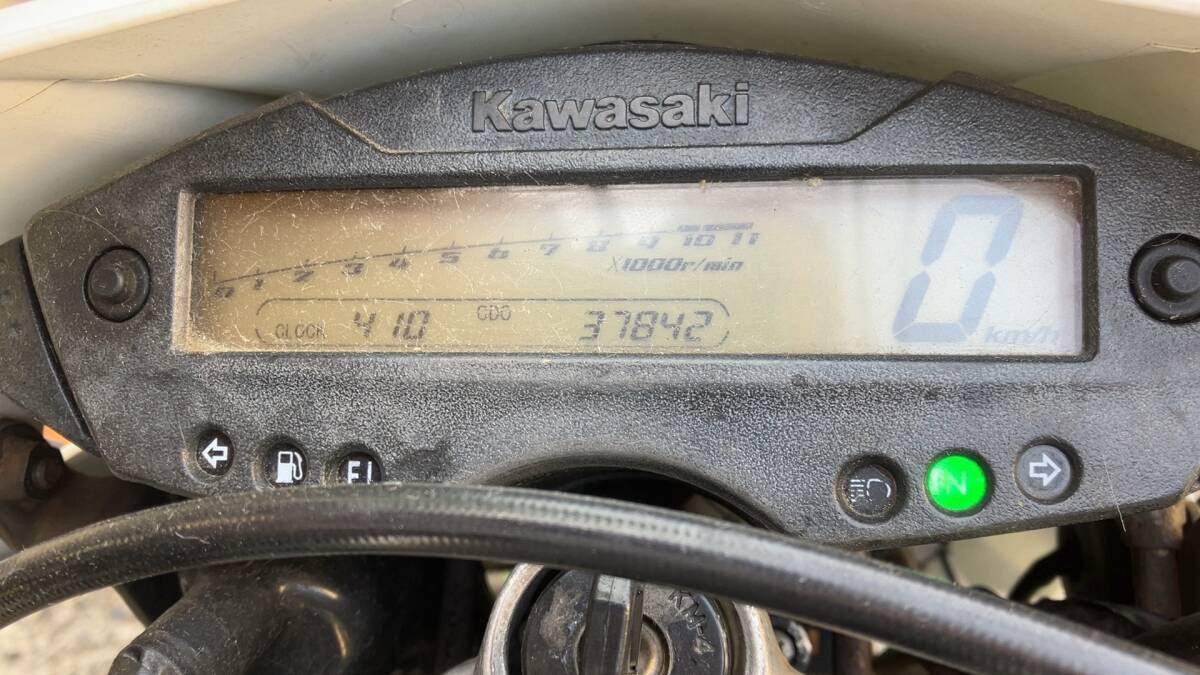 Kawasaki
0 1 2 3 4 5 6 7 8 9 10 11
X1000r/min
CLOCK 4 10 ODO 37842
0 km/h
FI
N
KW-4